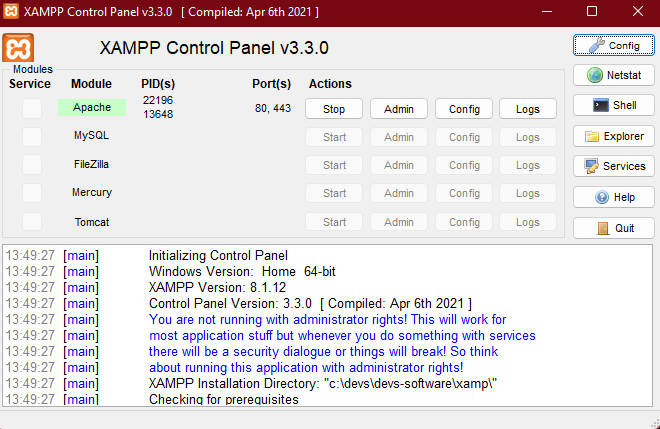 XAMPP Control Panel v3.3.0 [ Compiled: Apr 6th 2021 ]
XAMPP Control Panel v3.3.0
Config
Modules
Service Module PID(s) Port(s) Actions
Netstat
Apache 22196 13648 80, 443 Stop Admin Config Logs
Shell
MySQL Start Admin Config Logs
Explorer
FileZilla Start Admin Config Logs
Services
Mercury Start Admin Config Logs
Help
Tomcat Start Admin Config Logs
Quit
13:49:27 [main] Initializing Control Panel
13:49:27 [main] Windows Version: Home 64-bit
13:49:27 [main] XAMPP Version: 8.1.12
13:49:27 [main] Control Panel Version: 3.3.0 [ Compiled: Apr 6th 2021 ]
13:49:27 [main] You are not running with administrator rights! This will work for
13:49:27 [main] most application stuff but whenever you do something with services
13:49:27 [main] there will be a security dialogue or things will break! So think
13:49:27 [main] about running this application with administrator rights!
13:49:27 [main] XAMPP Installation Directory: "c:\devs\devs-software\xamp\"
13:49:27 [main] Checking for prerequisites